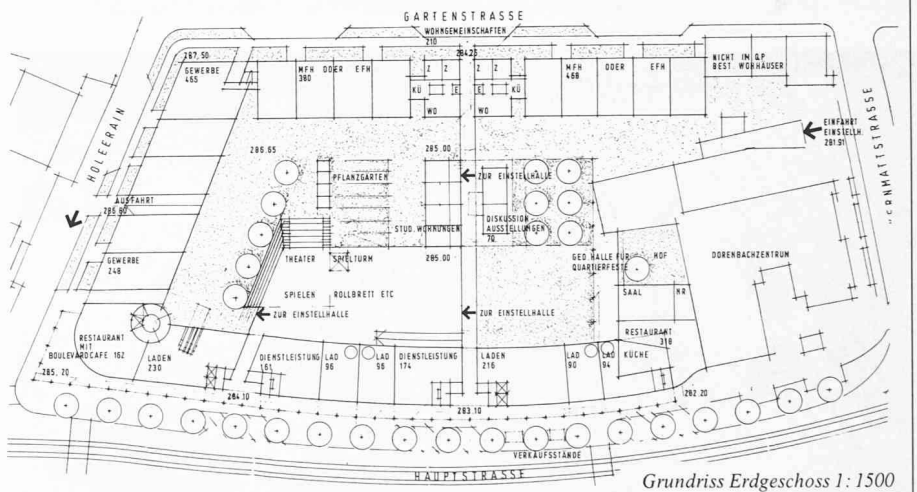 GARTENSTRASSE
WOHNGEMEINSCHAFTEN
210
287.50
284.25
GEWERBE
465
MFH ODER EFH
380
Z Z Z Z
KÜ E E KÜ
WO WO
MFH ODER EFH
468
NICHT IM QP
BEST. WOHHÄUSER
HOLEERAIN
EINFAHRT
EINSTELLH.
281.91
286.65
285.00
PFLANZGÄRTEN
ZUR EINSTELLHALLE
AUSFAHRT
STUD. WOHNUNGEN
DISKUSSION
AUSSTELLUNGEN
70
GEWERBE
248
THEATER
SPIELTURM
285.00
GED. HALLE FÜR
QUARTIERFESTE
HOF
DORENBACHZENTRUM
SPIELEN ROLLBRETT ETC
SAAL
ZUR EINSTELLHALLE
ZUR EINSTELLHALLE
RESTAURANT
MIT
BOULEVARDCAFE 162
LADEN
230
DIENSTLEISTUNG
161
LAD
96
LAD
98
DIENSTLEISTUNG
174
LADEN
216
LAD
90
LAD
94
KÜCHE
RESTAURANT
318
285.20
284.10
283.10
282.20
VERKAUFSSTÄNDE
HAUPTSTRASSE
ERNMATTSTRASSE
Grundriss Erdgeschoss 1:1500